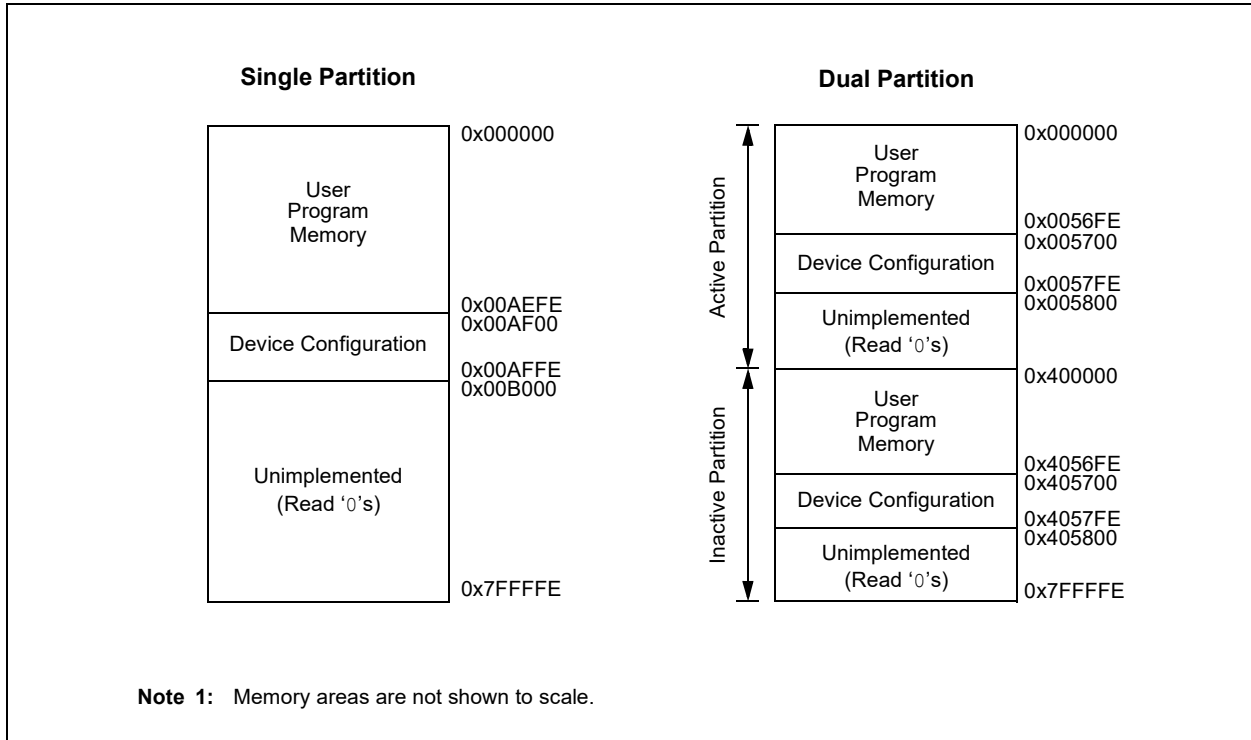 Single Partition
0x000000
User
Program
Memory
0x00AEFE
0x00AF00
Device Configuration
0x00AFFE
0x00B000
Unimplemented
(Read ‘0’s)
0x7FFFFE
Dual Partition
Active Partition
0x000000
User
Program
Memory
0x0056FE
0x005700
Device Configuration
0x0057FE
0x005800
Unimplemented
(Read ‘0’s)
Inactive Partition
0x400000
User
Program
Memory
0x4056FE
0x405700
Device Configuration
0x4057FE
0x405800
Unimplemented
(Read ‘0’s)
0x7FFFFE
Note 1: Memory areas are not shown to scale.